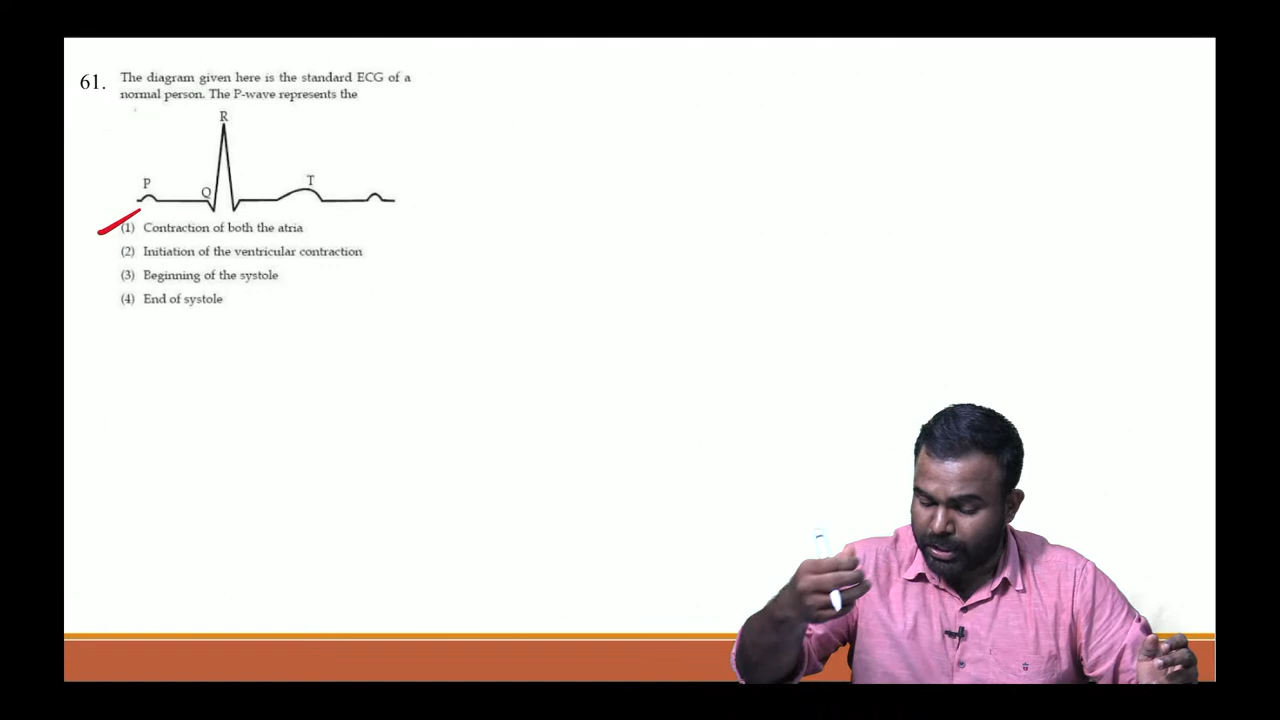 61.
The diagram given here is the standard ECG of a
normal person. The P-wave represents the
R
P
Q
T
(1) Contraction of both the atria
(2) Initiation of the ventricular contraction
(3) Beginning of the systole
(4) End of systole